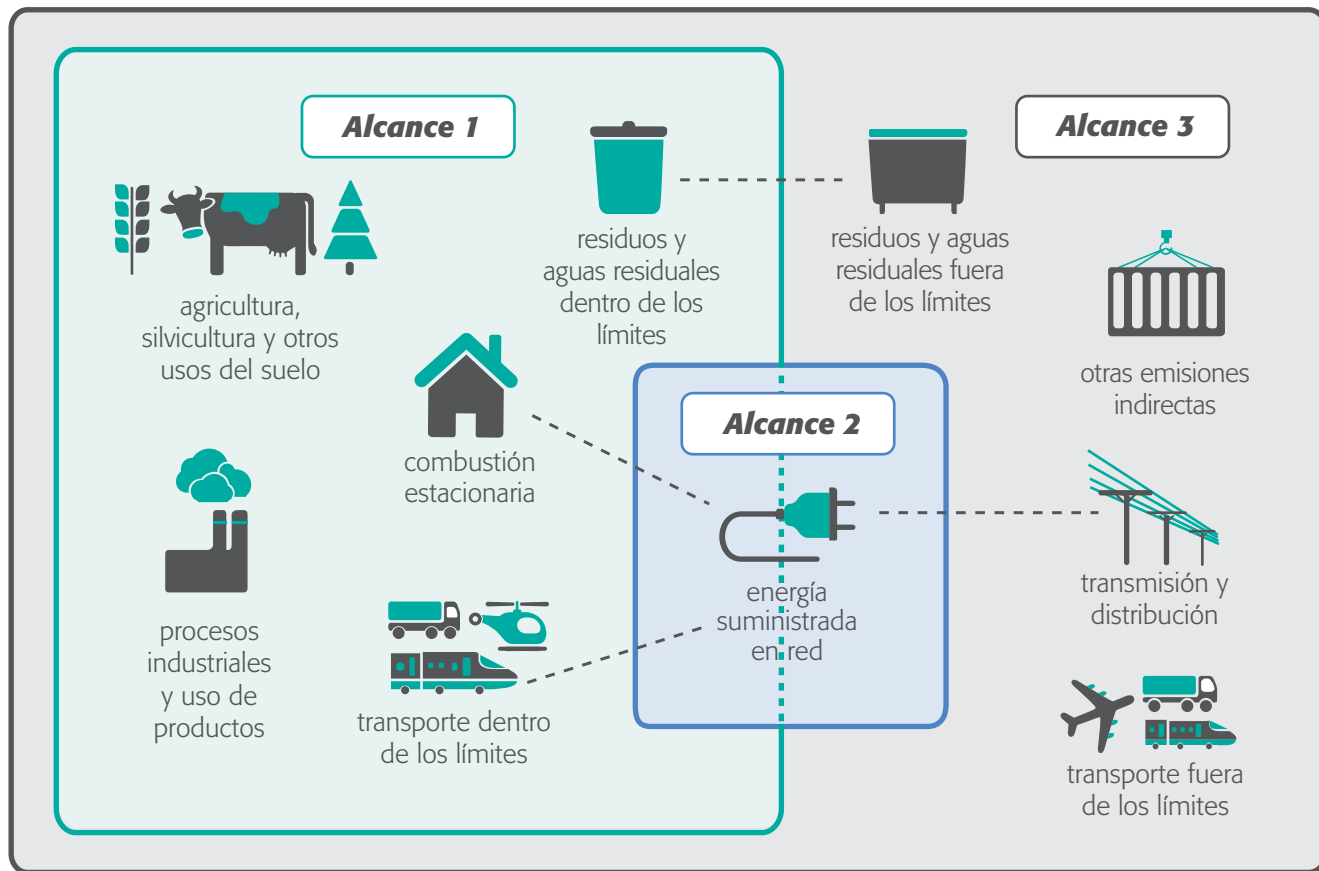 Alcance 1
agricultura,
silvicultura y otros
usos del suelo
residuos y
aguas residuales
dentro de los
límites
combustión
estacionaria
procesos
industriales
y uso de
productos
transporte dentro
de los límites
Alcance 2
energía
suministrada
en red
Alcance 3
residuos y aguas
residuales fuera
de los límites
otras emisiones
indirectas
transmisión y
distribución
transporte fuera
de los límites